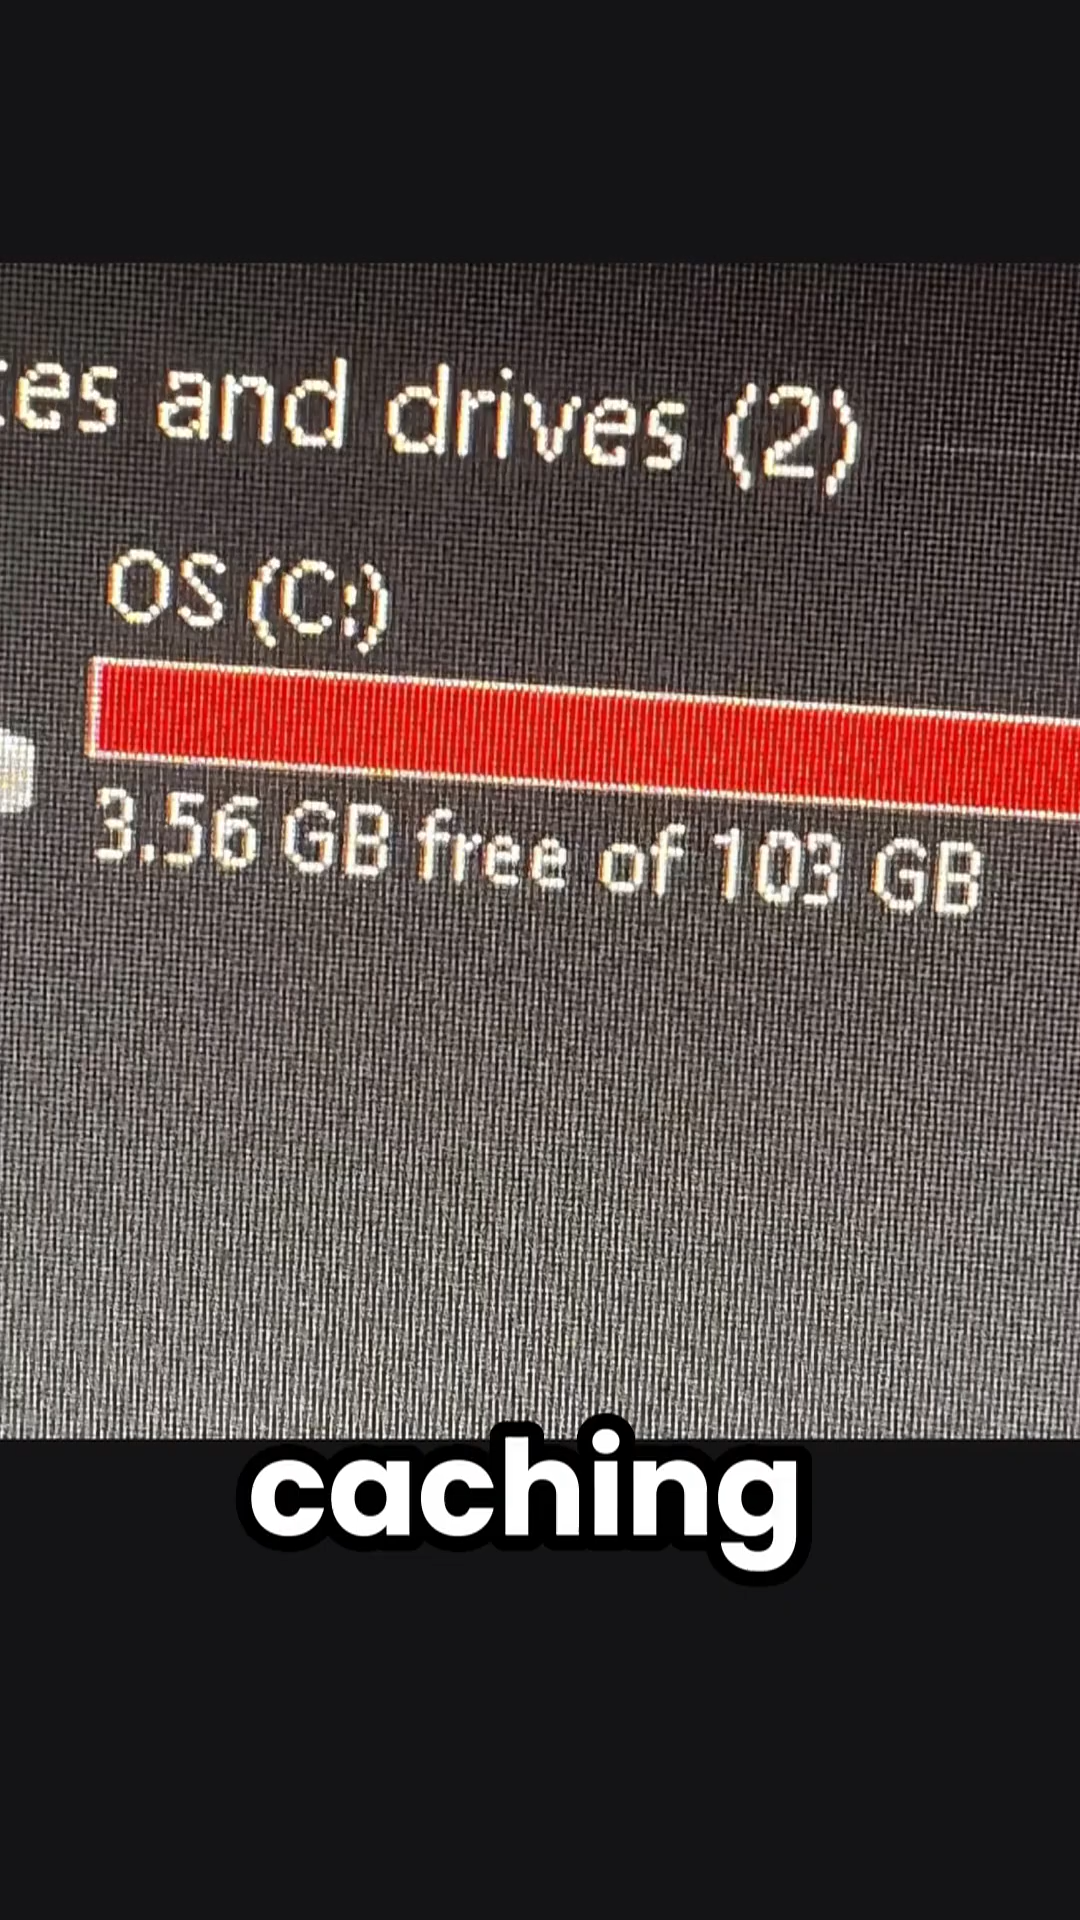 es and drives (2)
OS (C:)
3.56 GB free of 103 GB
caching